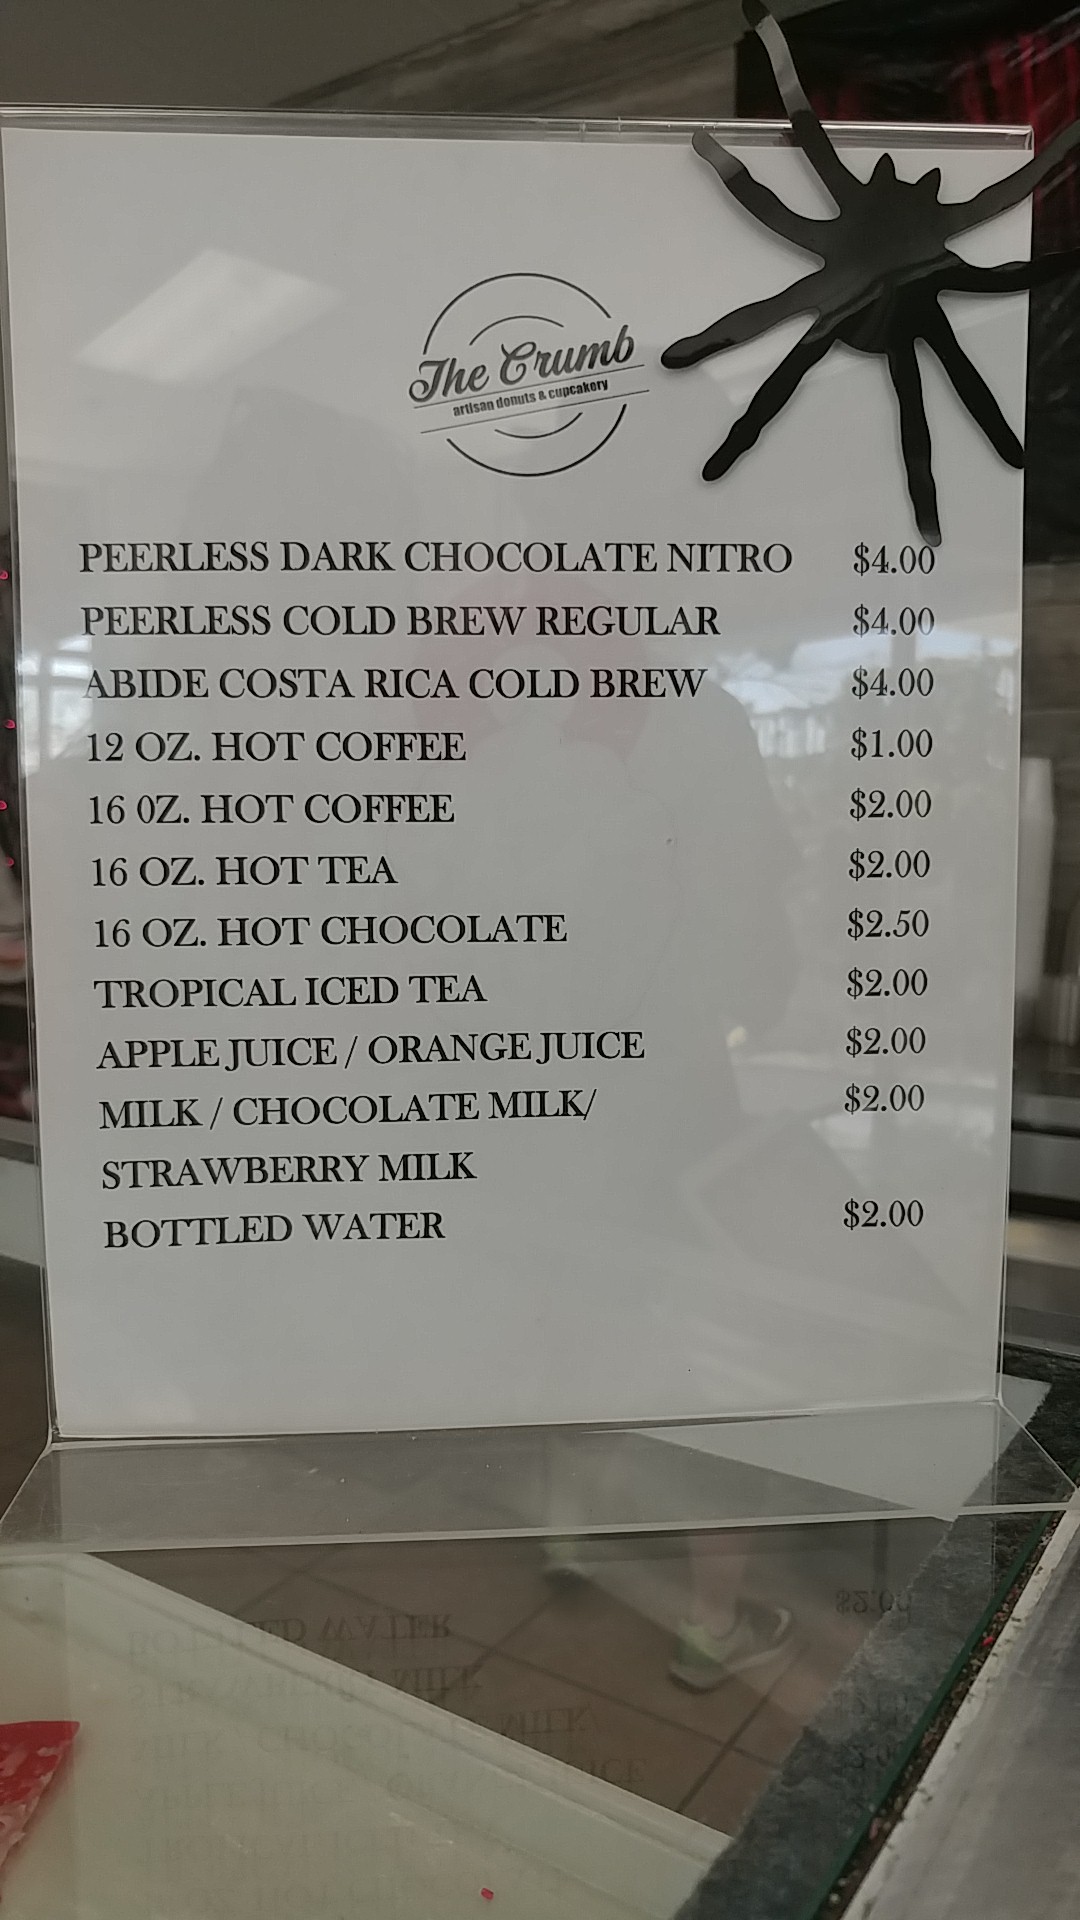 The Crumb
artisan donuts & cupcakery
PEERLESS DARK CHOCOLATE NITRO $4.00
PEERLESS COLD BREW REGULAR $4.00
ABIDE COSTA RICA COLD BREW $4.00
12 OZ. HOT COFFEE $1.00
16 0Z. HOT COFFEE $2.00
16 OZ. HOT TEA $2.00
16 OZ. HOT CHOCOLATE $2.50
TROPICAL ICED TEA $2.00
APPLE JUICE / ORANGE JUICE $2.00
MILK / CHOCOLATE MILK/ $2.00
STRAWBERRY MILK
BOTTLED WATER $2.00